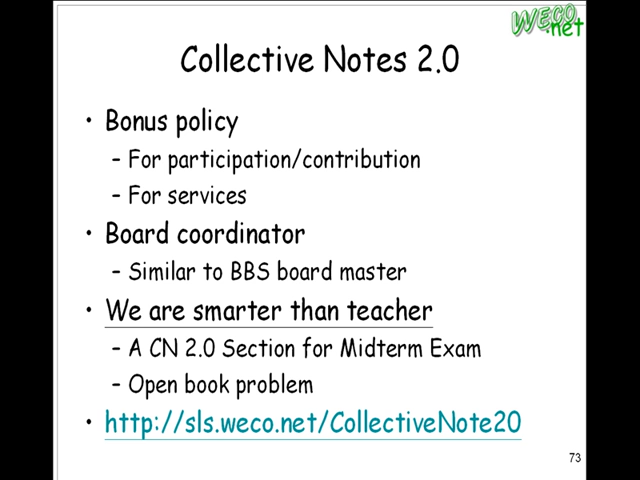 WECO
.net
Collective Notes 2.0
• Bonus policy
– For participation/contribution
– For services
• Board coordinator
– Similar to BBS board master
• We are smarter than teacher
– A CN 2.0 Section for Midterm Exam
– Open book problem
• http://sls.weco.net/CollectiveNote20
73